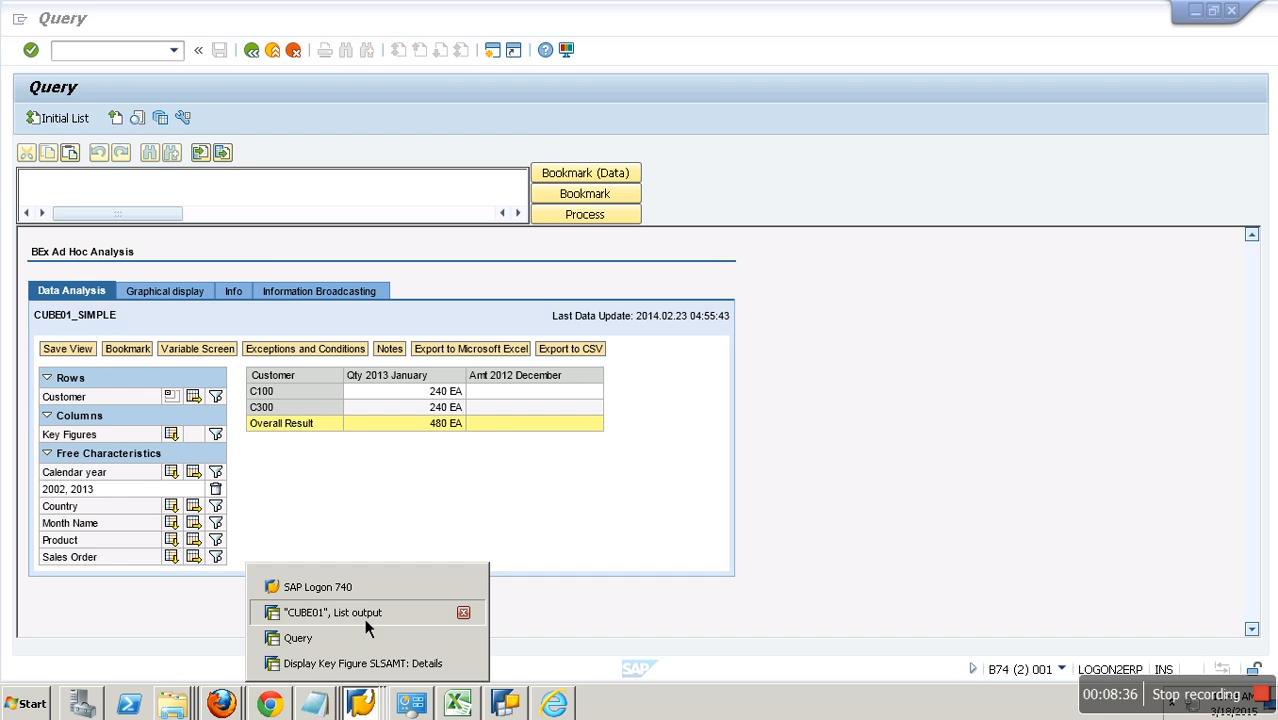 Query
Query
Initial List
Bookmark (Data)
Bookmark
Process
BEx Ad Hoc Analysis
Data Analysis Graphical display Info Information Broadcasting
CUBE01_SIMPLE Last Data Update: 2014.02.23 04:55:43
Save View Bookmark Variable Screen Exceptions and Conditions Notes Export to Microsoft Excel Export to CSV
Rows
Customer
Columns
Key Figures
Free Characteristics
Calendar year
2002, 2013
Country
Month Name
Product
Sales Order
Customer Qty 2013 January Amt 2012 December
C100 240 EA
C300 240 EA
Overall Result 480 EA
SAP Logon 740
"CUBE01", List output
Query
Display Key Figure SLSAMT: Details
SAP
B74 (2) 001 LOGON2ERP INS
Start
00:08:36 Stop recording
3/18/2015